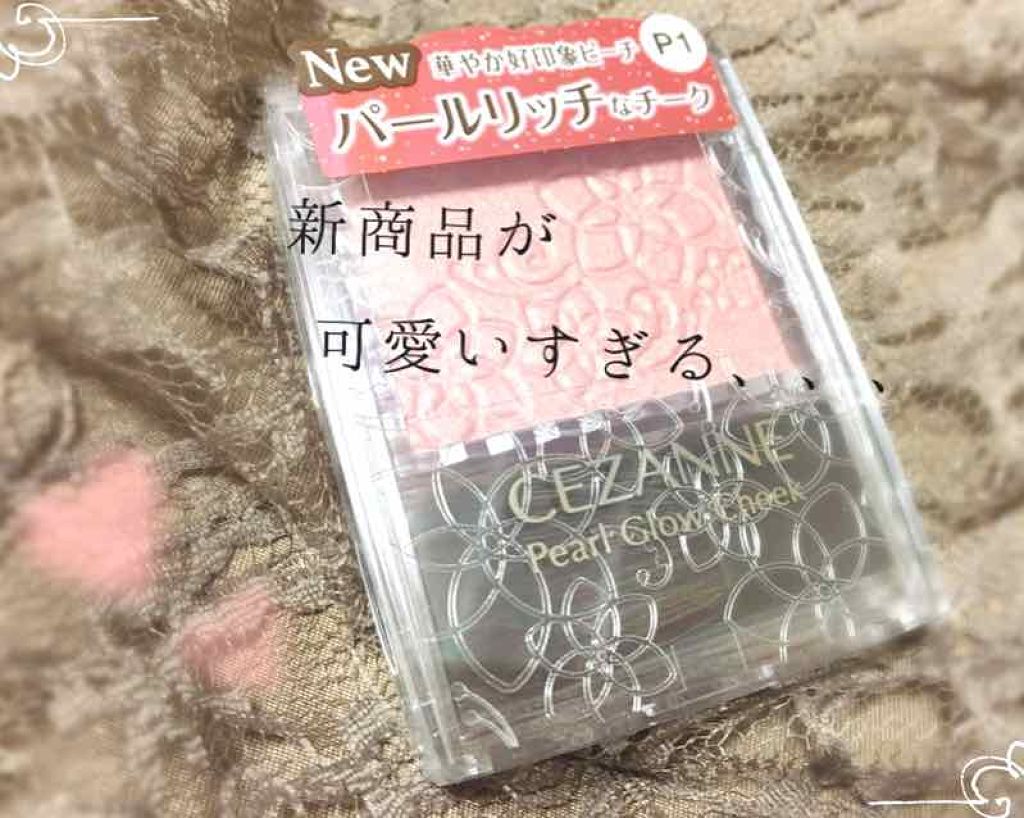 New 華やか好印象ピーチ P1
パールリッチなチーク
新商品が
可愛いすぎる、、、
CEZANNE
Pearl Glow Cheek